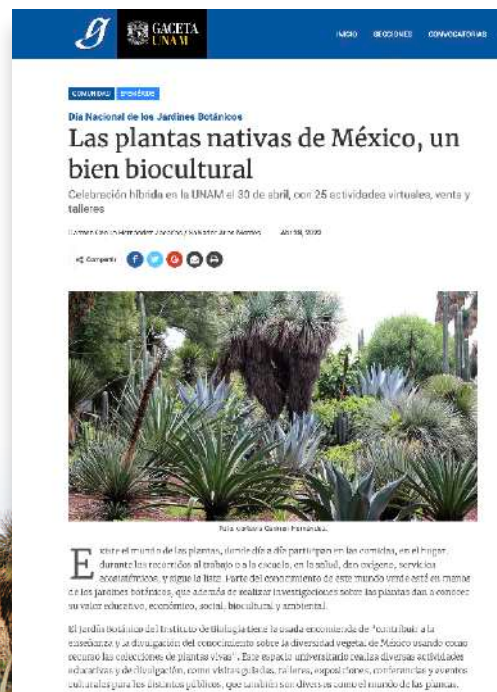 GACETA
UNAM
INICIO SECCIONES CONVOCATORIAS
COMUNIDAD EFEMÉRIDE
Día Nacional de los Jardines Botánicos
Las plantas nativas de México, un
bien biocultural
Celebración híbrida en la UNAM el 30 de abril, con 25 actividades virtuales, venta y
talleres
Carmen Cecilia Hernández
Compartir
Existe el mundo de las plantas, donde día a día participan en las comidas, en el hogar,
durante los recorridos al trabajo o a la escuela, en la salud, dan oxígeno, servicios
ecosistémicos, y sigue la lista. Parte del conocimiento de este mundo verde está en manos
de los jardines botánicos, que además de realizar investigaciones sobre las plantas dan a conocer
su valor educativo, económico, social, biocultural y ambiental.
El Jardín Botánico del Instituto de Biología tiene la osada encomienda de "contribuir a la
enseñanza y la divulgación del conocimiento sobre la diversidad vegetal de México usando como
recurso las colecciones de plantas vivas". Este espacio universitario realiza diversas actividades
educativas y de divulgación, como visitas guiadas, talleres, exposiciones, conferencias y eventos
culturales para los distintos públicos, que también son diversos como el mundo de las plantas.